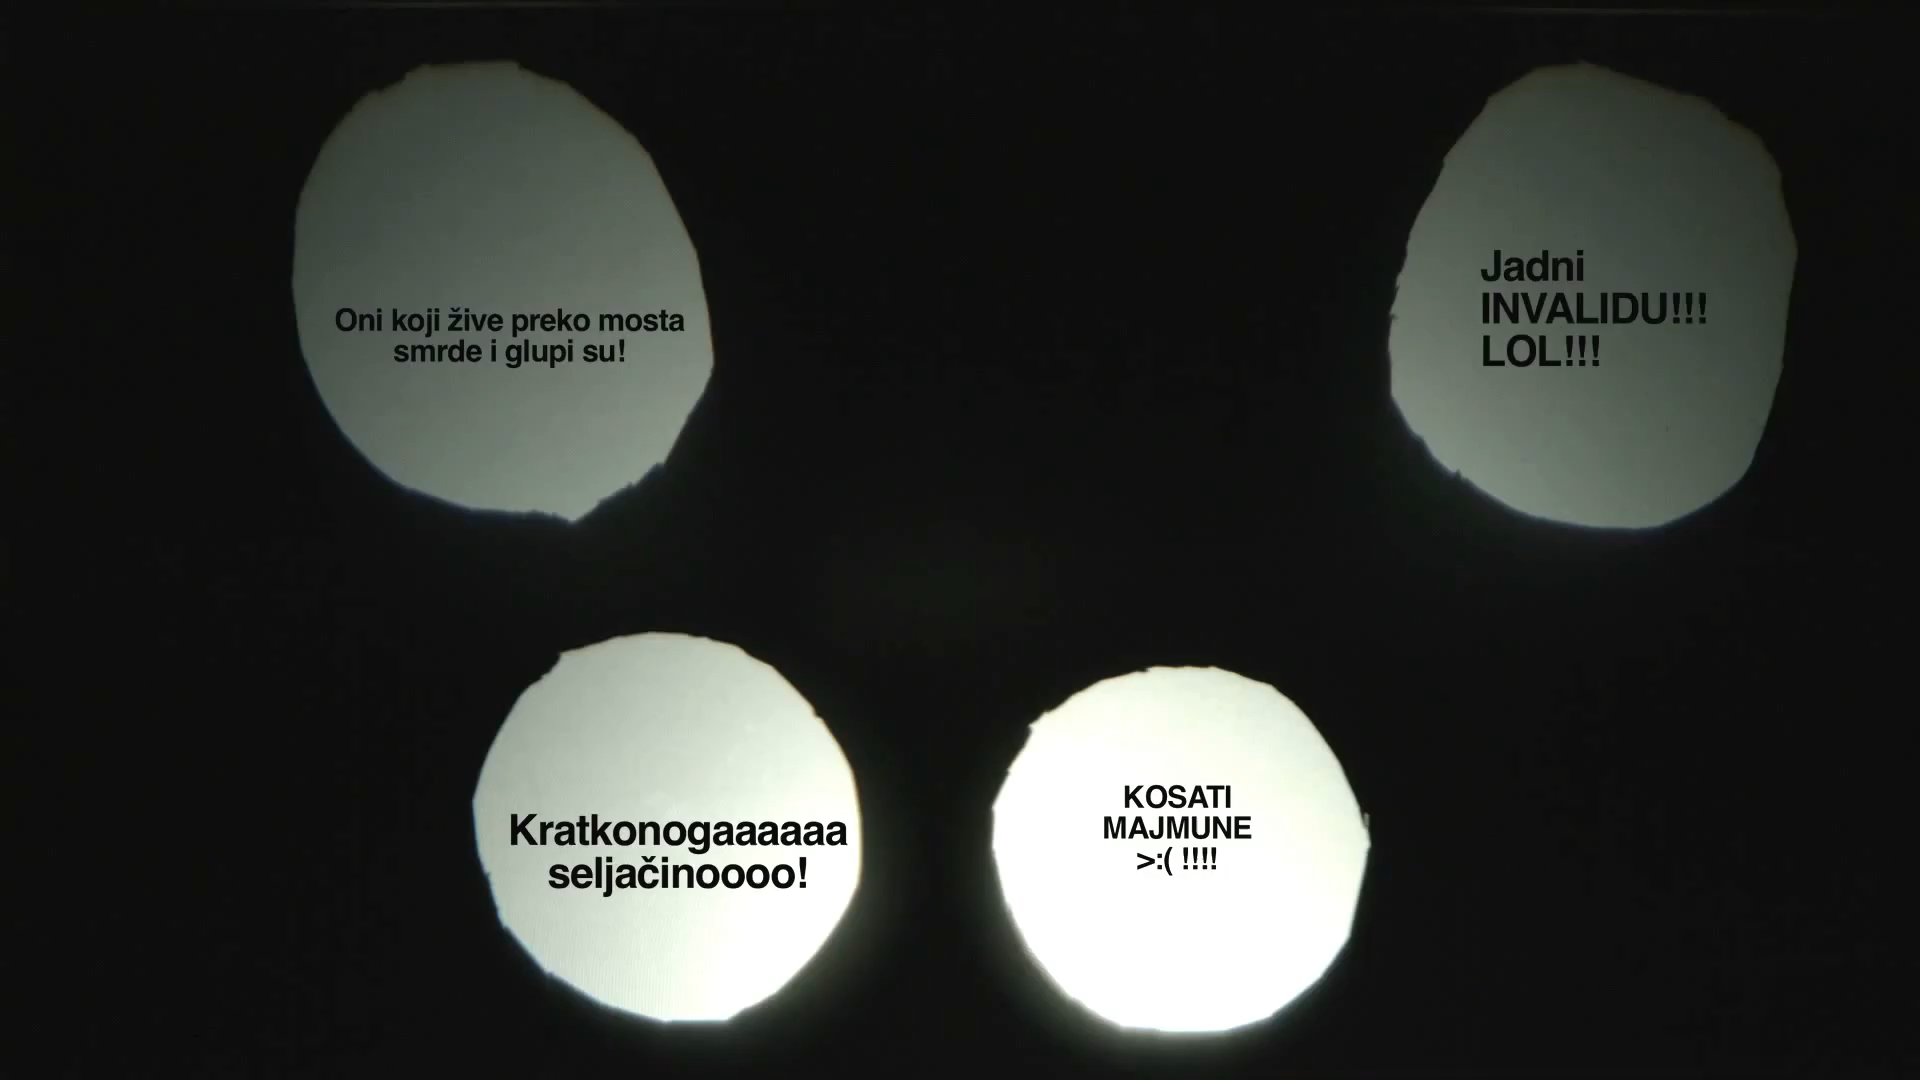 Oni koji žive preko mosta
smrde i glupi su!
Jadni
INVALIDU!!!
LOL!!!
Kratkonogaaaaaa
seljačinoooo!
KOSATI
MAJMUNE
>:( !!!!